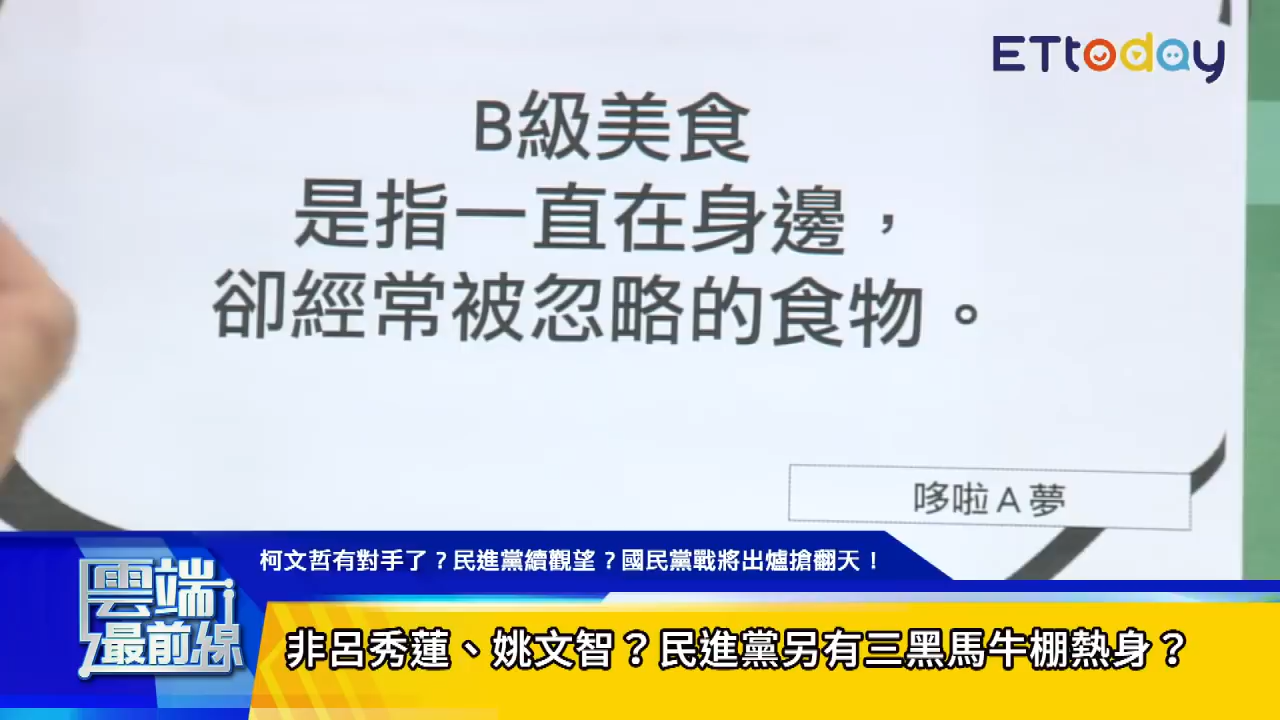 ETtoday
B級美食
是指一直在身邊，
卻經常被忽略的食物。
哆啦A夢
柯文哲有對手了？民進黨續觀望？國民黨戰將出爐搶翻天！
雲端
最前線
非呂秀蓮、姚文智？民進黨另有三黑馬牛棚熱身？